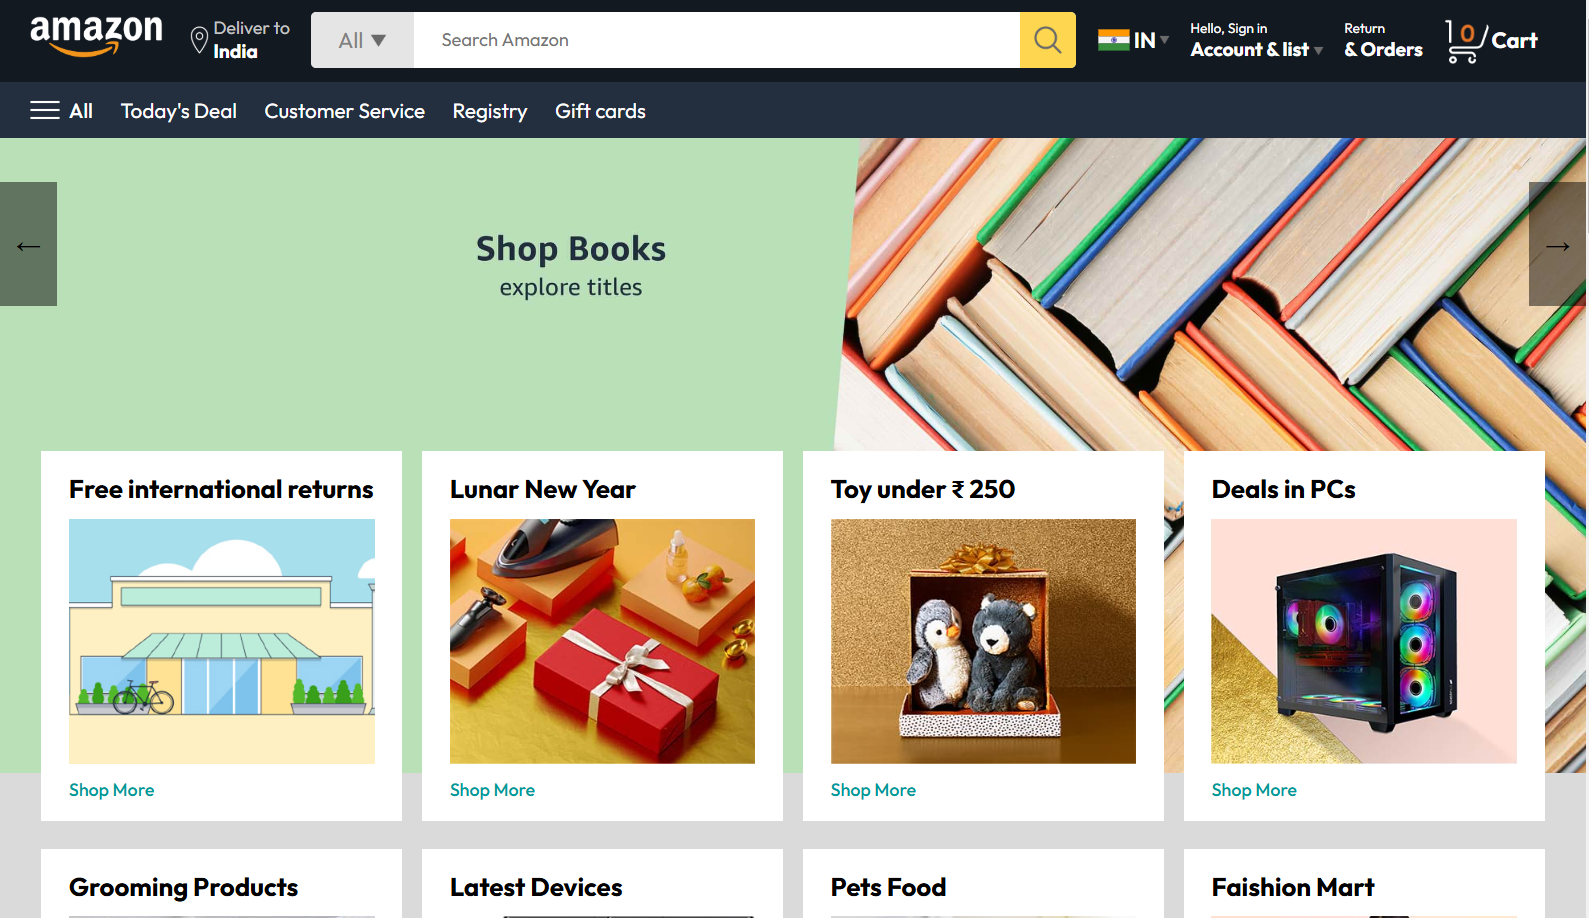 amazon
Deliver to
India
All ▼
Search Amazon
IN ▾
Hello, Sign in
Account & list ▾
Return
& Orders
0
Cart
All
Today's Deal
Customer Service
Registry
Gift cards
←
→
Shop Books
explore titles
Free international returns
Lunar New Year
Toy under ₹ 250
Deals in PCs
Shop More
Shop More
Shop More
Shop More
Grooming Products
Latest Devices
Pets Food
Faishion Mart